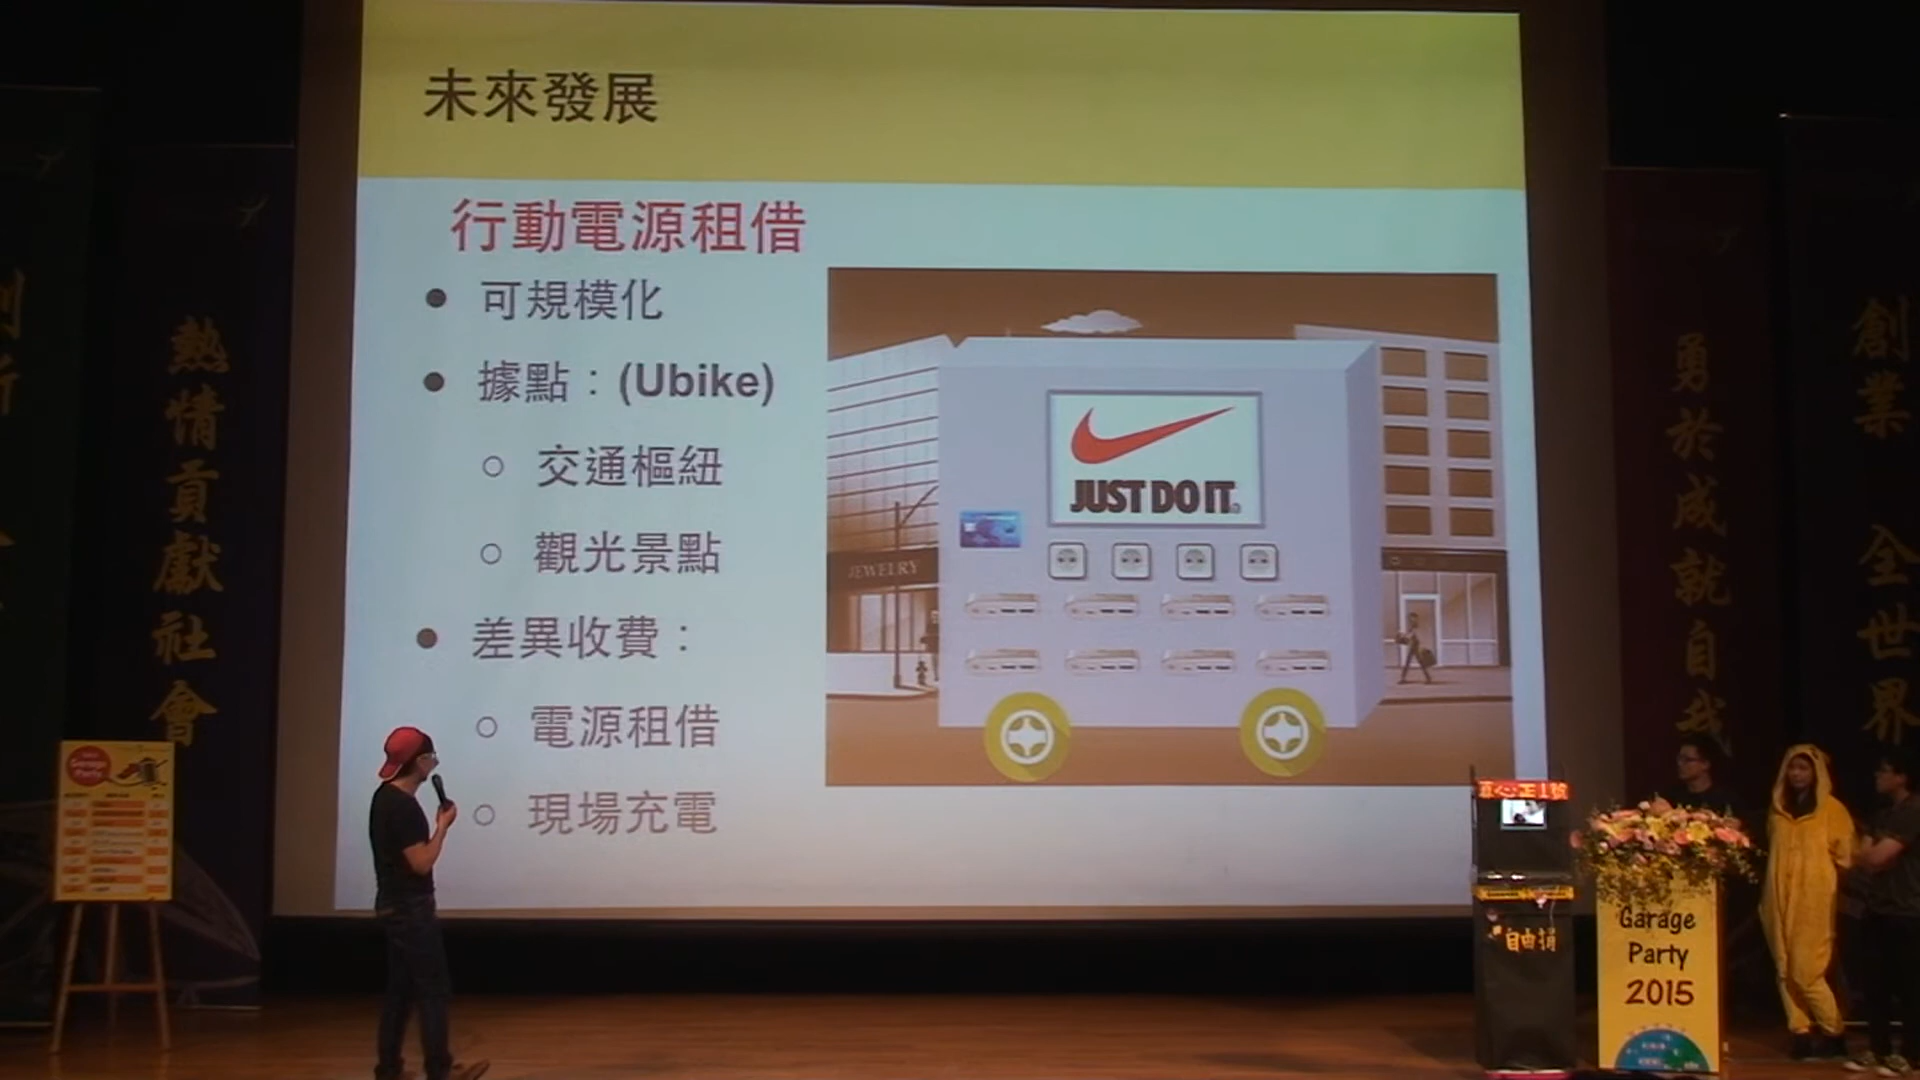 未來發展
行動電源租借
可規模化
據點：(Ubike)
交通樞紐
觀光景點
差異收費：
電源租借
現場充電
JUST DO IT.
JEWELRY
熱情貢獻社會
勇於成就自我
創業 全世界
Garage Party
自由捐
Garage
Party
2015